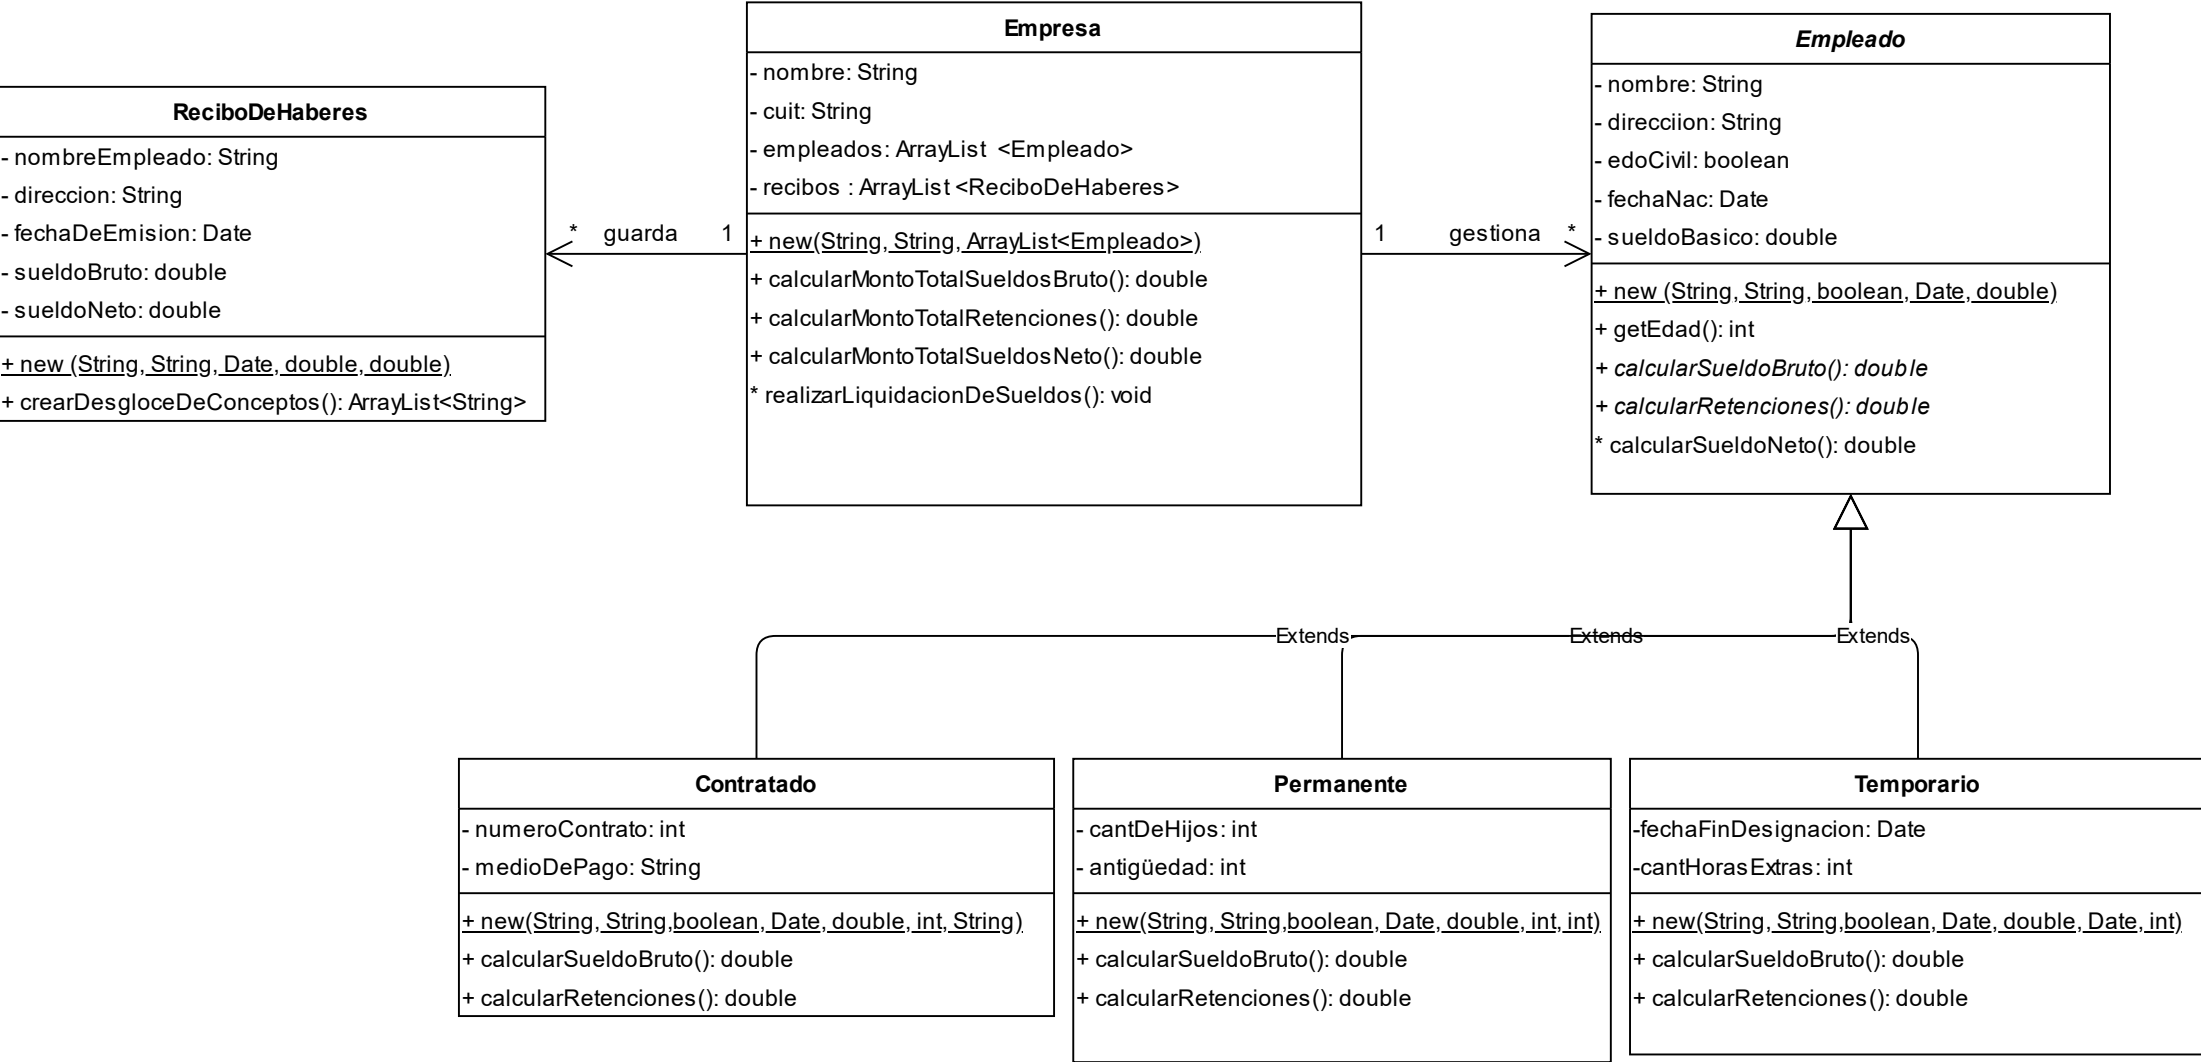 ReciboDeHaberes
- nombreEmpleado: String
- direccion: String
- fechaDeEmision: Date
- sueldoBruto: double
- sueldoNeto: double
+ new (String, String, Date, double, double)
+ crearDesgloceDeConceptos(): ArrayList<String>
* guarda 1
Empresa
- nombre: String
- cuit: String
- empleados: ArrayList <Empleado>
- recibos : ArrayList <ReciboDeHaberes>
+ new(String, String, ArrayList<Empleado>)
+ calcularMontoTotalSueldosBruto(): double
+ calcularMontoTotalRetenciones(): double
+ calcularMontoTotalSueldosNeto(): double
* realizarLiquidacionDeSueldos(): void
1 gestiona *
Empleado
- nombre: String
- direcciion: String
- edoCivil: boolean
- fechaNac: Date
- sueldoBasico: double
+ new (String, String, boolean, Date, double)
+ getEdad(): int
+ calcularSueldoBruto(): double
+ calcularRetenciones(): double
* calcularSueldoNeto(): double
Extends Extends Extends
Contratado
- numeroContrato: int
- medioDePago: String
+ new(String, String,boolean, Date, double, int, String)
+ calcularSueldoBruto(): double
+ calcularRetenciones(): double
Permanente
- cantDeHijos: int
- antigüedad: int
+ new(String, String,boolean, Date, double, int, int)
+ calcularSueldoBruto(): double
+ calcularRetenciones(): double
Temporario
-fechaFinDesignacion: Date
-cantHorasExtras: int
+ new(String, String,boolean, Date, double, Date, int)
+ calcularSueldoBruto(): double
+ calcularRetenciones(): double